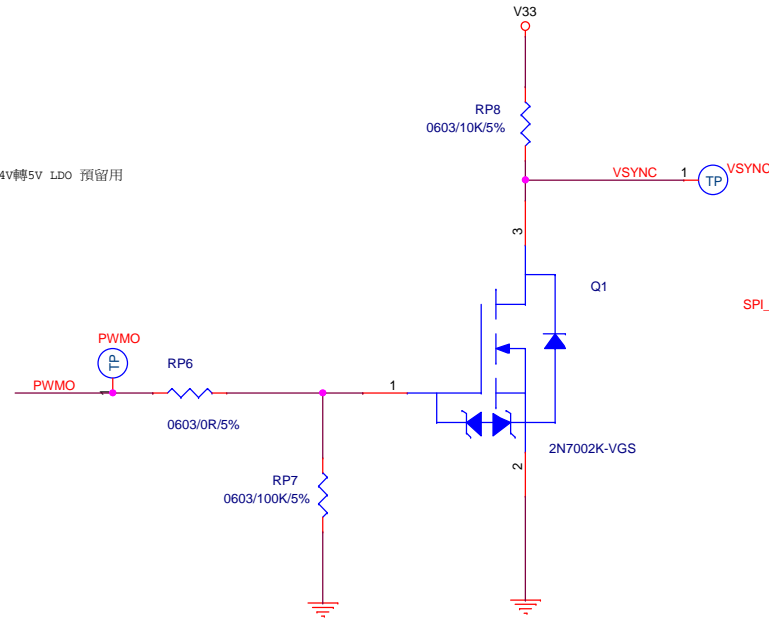 V33
RP8
0603/10K/5%
4V轉5V LDO 預留用
VSYNC
1
TP
VSYNC
3
Q1
SPI_
PWMO
TP
1
PWMO
RP6
0603/0R/5%
1
2N7002K-VGS
2
RP7
0603/100K/5%